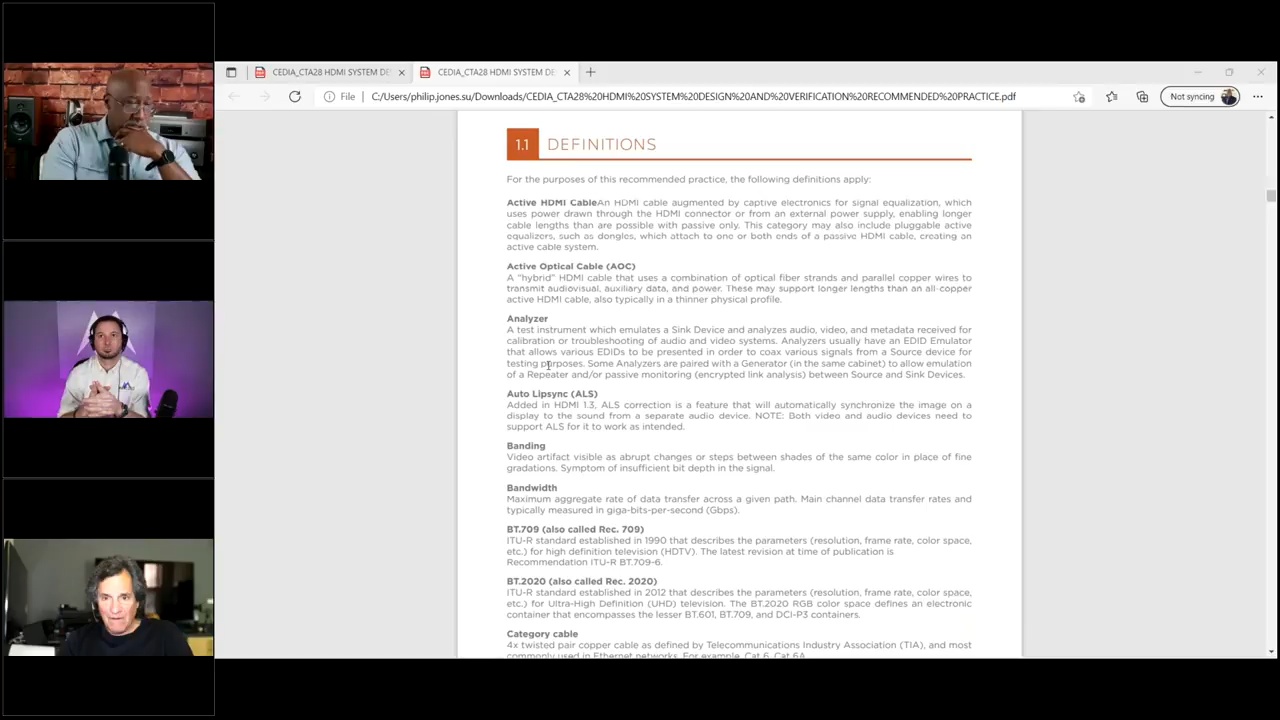 CEDIA_CTA28 HDMI SYSTEM DE
CEDIA_CTA28 HDMI SYSTEM DE
File
C:/Users/philip.jones.su/Downloads/CEDIA_CTA28%20HDMI%20SYSTEM%20DESIGN%20AND%20VERIFICATION%20RECOMMENDED%20PRACTICE.pdf
Not syncing
1.1 DEFINITIONS
For the purposes of this recommended practice, the following definitions apply:
Active HDMI CableAn HDMI cable augmented by captive electronics for signal equalization, which
uses power drawn through the HDMI connector or from an external power supply, enabling longer
cable lengths than are possible with passive only. This category may also include pluggable active
equalizers, such as dongles, which attach to one or both ends of a passive HDMI cable, creating an
active cable system.
Active Optical Cable (AOC)
A "hybrid" HDMI cable that uses a combination of optical fiber strands and parallel copper wires to
transmit audiovisual, auxiliary data, and power. These may support longer lengths than an all-copper
active HDMI cable, also typically in a thinner physical profile.
Analyzer
A test instrument which emulates a Sink Device and analyzes audio, video, and metadata received for
calibration or troubleshooting of audio and video systems. Analyzers usually have an EDID Emulator
that allows various EDIDs to be presented in order to coax various signals from a Source device for
testing purposes. Some Analyzers are paired with a Generator (in the same cabinet) to allow emulation
of a Repeater and/or passive monitoring (encrypted link analysis) between Source and Sink Devices.
Auto Lipsync (ALS)
Added in HDMI 1.3, ALS correction is a feature that will automatically synchronize the image on a
display to the sound from a separate audio device. NOTE: Both video and audio devices need to
support ALS for it to work as intended.
Banding
Video artifact visible as abrupt changes or steps between shades of the same color in place of fine
gradations. Symptom of insufficient bit depth in the signal.
Bandwidth
Maximum aggregate rate of data transfer across a given path. Main channel data transfer rates and
typically measured in giga-bits-per-second (Gbps).
BT.709 (also called Rec. 709)
ITU-R standard established in 1990 that describes the parameters (resolution, frame rate, color space,
etc.) for high definition television (HDTV). The latest revision at time of publication is
Recommendation ITU-R BT.709-6.
BT.2020 (also called Rec. 2020)
ITU-R standard established in 2012 that describes the parameters (resolution, frame rate, color space,
etc.) for Ultra-High Definition (UHD) television. The BT.2020 RGB color space defines an electronic
container that encompasses the lesser BT.601, BT.709, and DCI-P3 containers.
Category cable
4x twisted pair copper cable as defined by Telecommunications Industry Association (TIA), and most
commonly used in Ethernet networks. For example, Cat 6, Cat 6A.